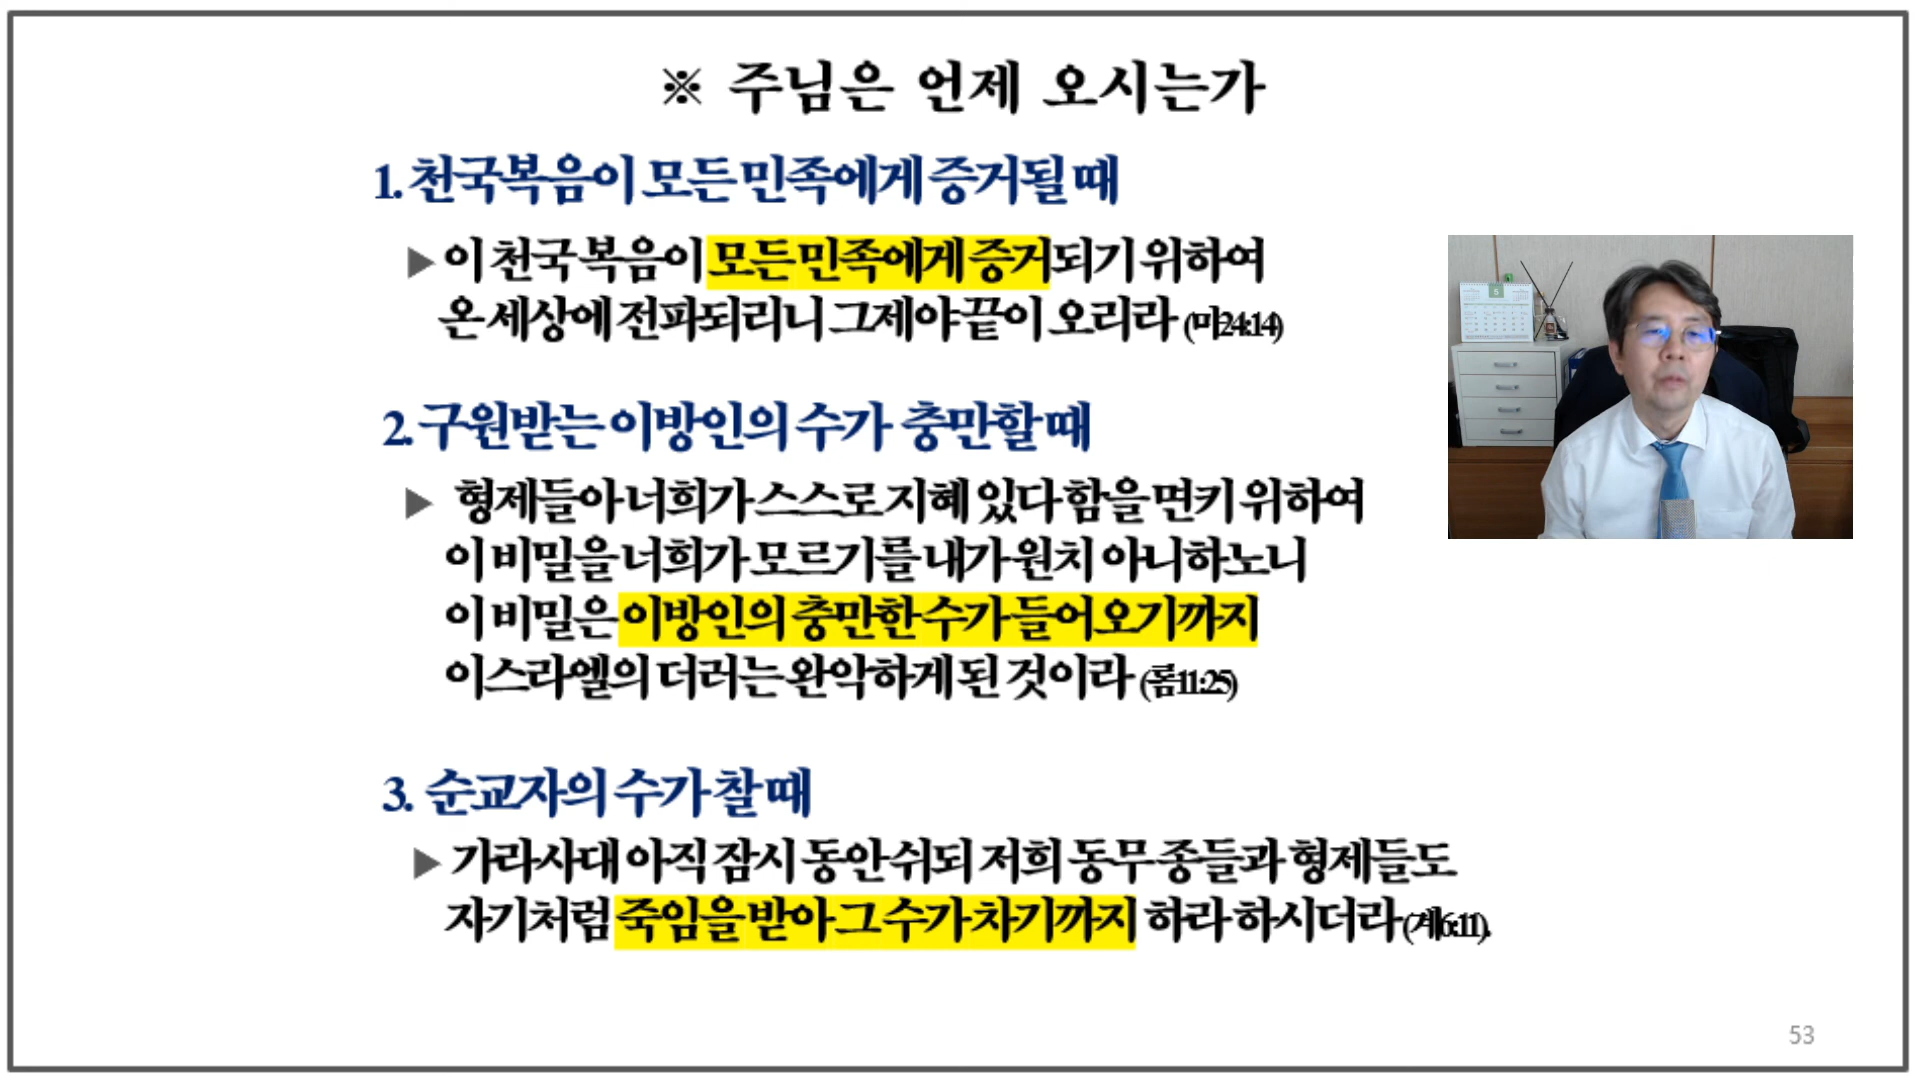 ※ 주님은 언제 오시는가
1. 천국복음이 모든 민족에게 증거될 때
▶ 이 천국 복음이 모든 민족에게 증거되기 위하여
온 세상에 전파되리니 그제야 끝이 오리라 (마24:14)
2. 구원받는 이방인의 수가 충만할 때
▶ 형제들아 너희가 스스로 지혜 있다 함을 면키 위하여
이 비밀을 너희가 모르기를 내가 원치 아니하노니
이 비밀은 이방인의 충만한 수가 들어오기까지
이스라엘의 더러는 완악하게 된 것이라 (롬11:25)
3. 순교자의 수가 찰 때
▶ 가라사대 아직 잠시 동안 쉬되 저희 동무 종들과 형제들도
자기처럼 죽임을 받아 그 수가 차기까지 하라 하시더라 (계6:11).
5
53